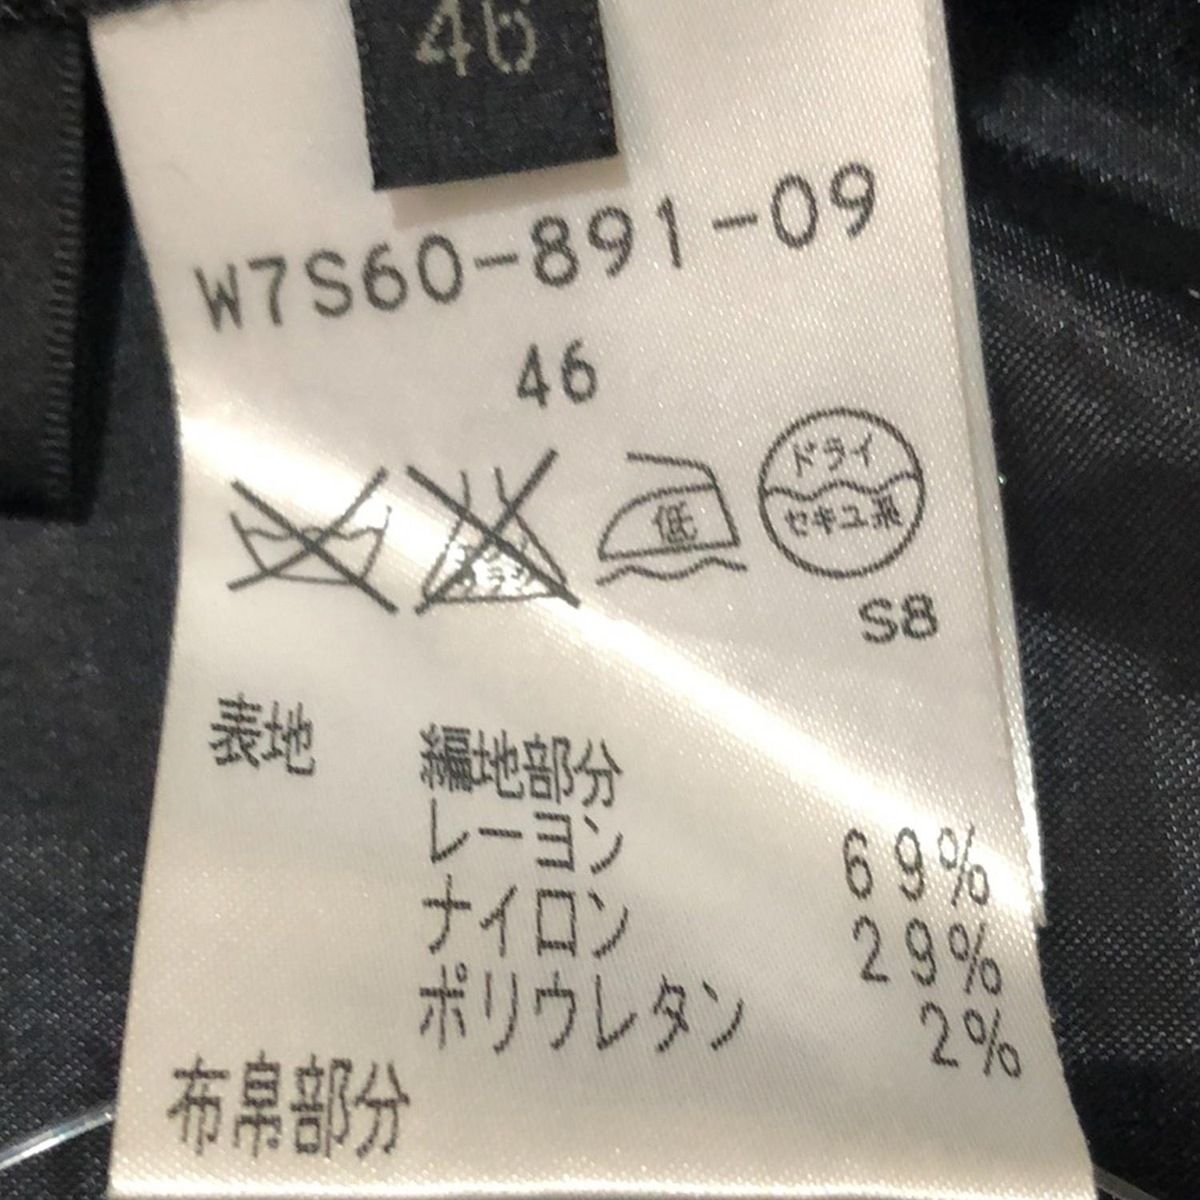 46
W7S60-891-09
46
低
ドライ
セキユ系
S8
表地
編地部分
レーヨン 69%
ナイロン 29%
ポリウレタン 2%
布帛部分